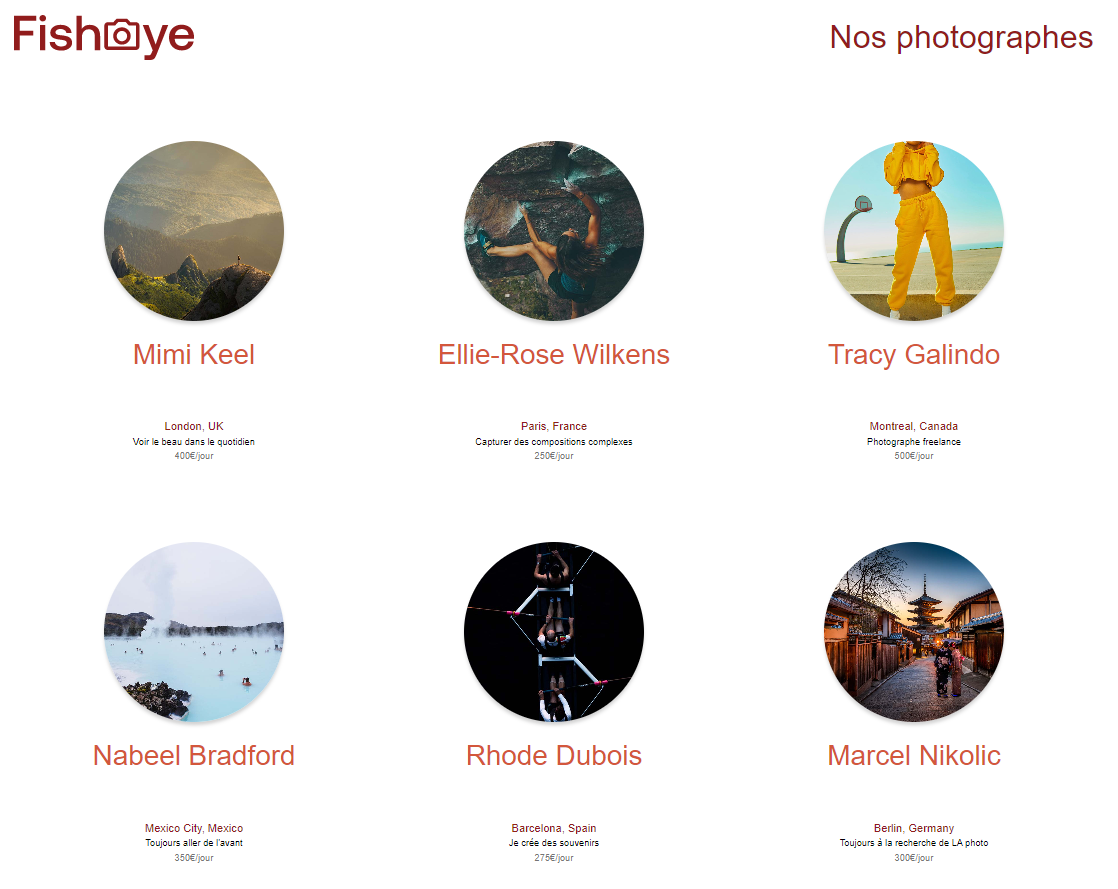 Fisheye
Nos photographes
Mimi Keel
London, UK
Voir le beau dans le quotidien
400€/jour
Ellie-Rose Wilkens
Paris, France
Capturer des compositions complexes
250€/jour
Tracy Galindo
Montreal, Canada
Photographe freelance
500€/jour
Nabeel Bradford
Mexico City, Mexico
Toujours aller de l'avant
350€/jour
Rhode Dubois
Barcelona, Spain
Je crée des souvenirs
275€/jour
Marcel Nikolic
Berlin, Germany
Toujours à la recherche de LA photo
300€/jour